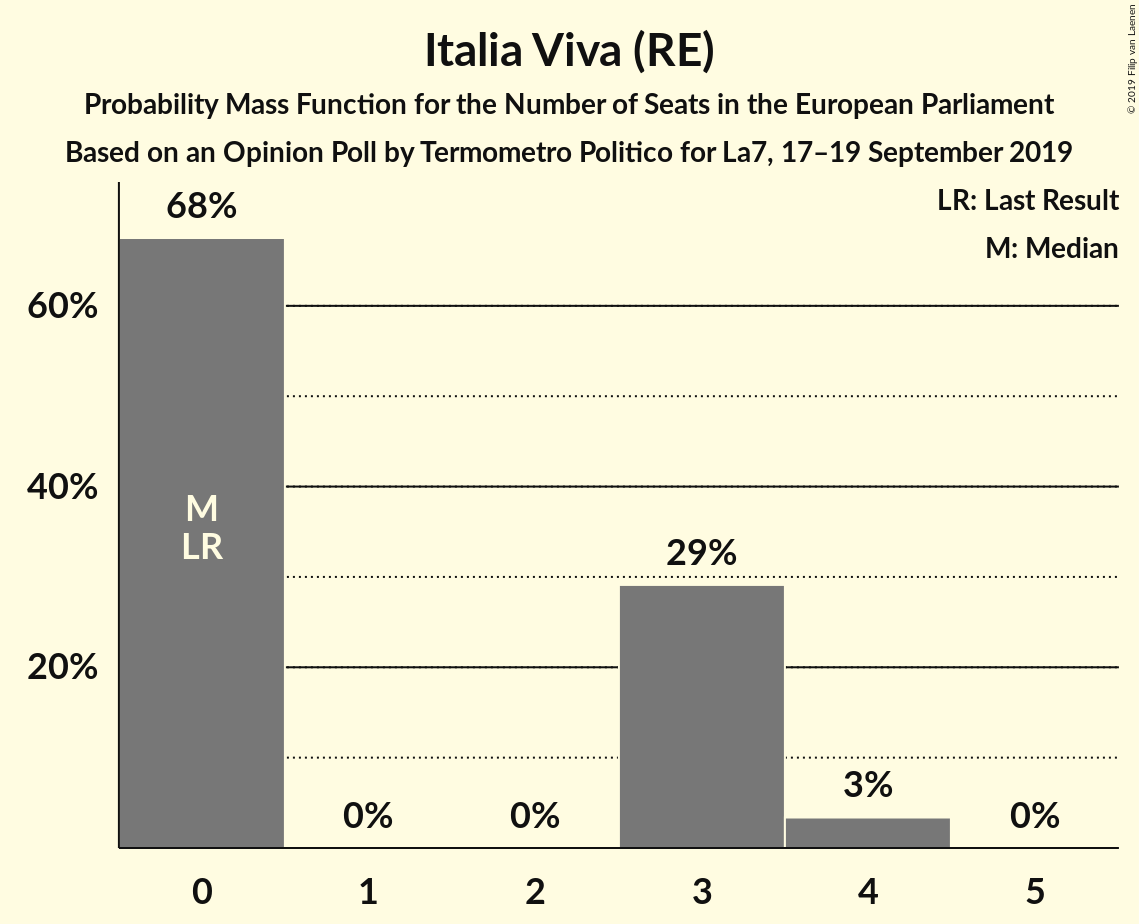 Italia Viva (RE)
Probability Mass Function for the Number of Seats in the European Parliament
Based on an Opinion Poll by Termometro Politico for La7, 17–19 September 2019
© 2019 Filip van Laenen
LR: Last Result
M: Median
68%
60%
40%
20%
M
LR
0%
0%
29%
3%
0%
0
1
2
3
4
5